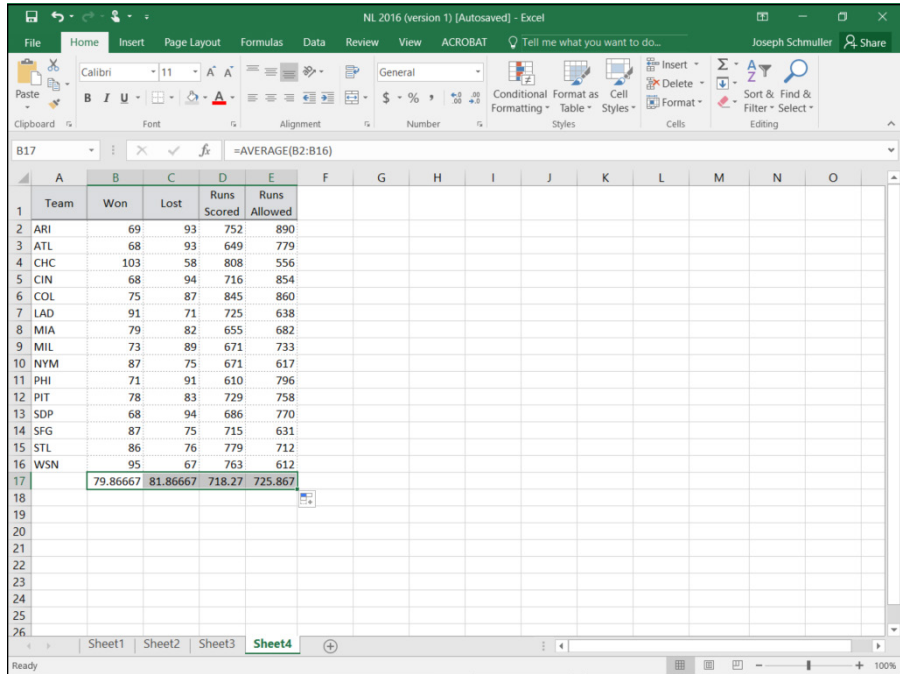 NL 2016 (version 1) [Autosaved] - Excel
File Home Insert Page Layout Formulas Data Review View ACROBAT Tell me what you want to do... Joseph Schmuller Share
Paste
Calibri 11 A A
B I U A
General
$ % , .0 .00 .00 .0
Conditional Formatting
Format as Table
Cell Styles
Insert
Delete
Format
Σ
A Z
Sort & Filter
Find & Select
Clipboard Font Alignment Number Styles Cells Editing
B17 fx =AVERAGE(B2:B16)
A B C D E F G H I J K L M N O
1 Team Won Lost Runs Scored Runs Allowed
2 ARI 69 93 752 890
3 ATL 68 93 649 779
4 CHC 103 58 808 556
5 CIN 68 94 716 854
6 COL 75 87 845 860
7 LAD 91 71 725 638
8 MIA 79 82 655 682
9 MIL 73 89 671 733
10 NYM 87 75 671 617
11 PHI 71 91 610 796
12 PIT 78 83 729 758
13 SDP 68 94 686 770
14 SFG 87 75 715 631
15 STL 86 76 779 712
16 WSN 95 67 763 612
17 79.86667 81.86667 718.27 725.867
18
19
20
21
22
23
24
25
26
Sheet1 Sheet2 Sheet3 Sheet4
Ready 100%